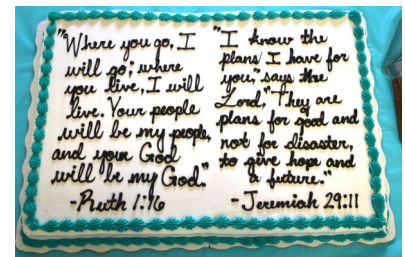 "Where you go, I
will go; where
you live, I will
live. Your people
will be my people,
and your God
will be my God."
-Ruth 1:16
"I know the
plans I have for
you," says the
Lord, "They are
plans for good and
not for disaster,
to give hope and
a future."
-Jeremiah 29:11